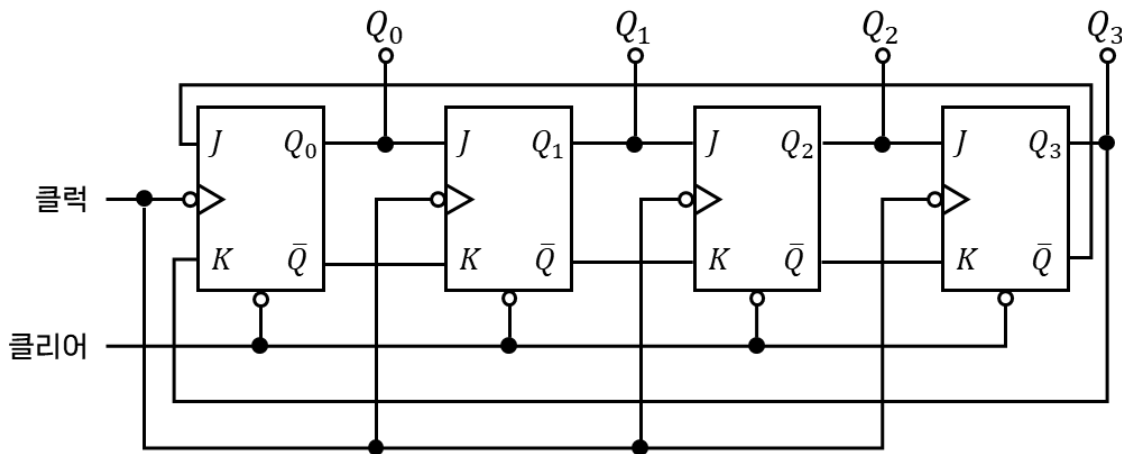 Q₀ Q₁ Q₂ Q₃
J Q₀ J Q₁ J Q₂ J Q₃
클럭
K Q̅ K Q̅ K Q̅ K Q̅
클리어